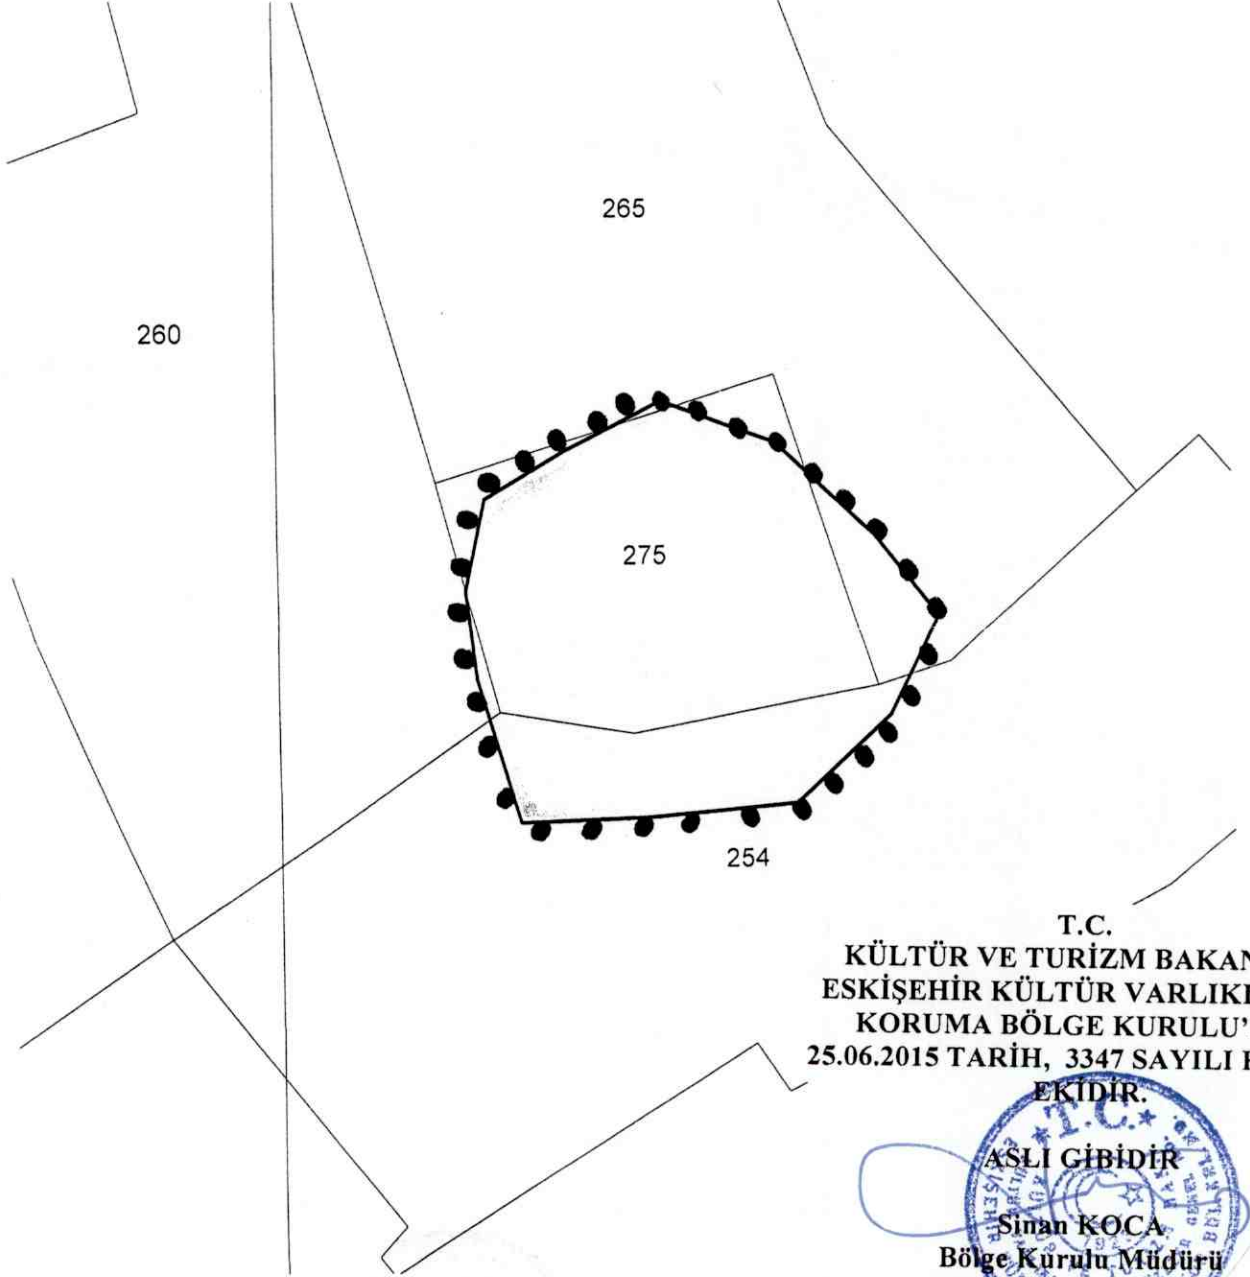 265
260
275
254
T.C.
KÜLTÜR VE TURİZM BAKAN
ESKİŞEHİR KÜLTÜR VARLIKL
KORUMA BÖLGE KURULU'
25.06.2015 TARİH, 3347 SAYILI
EKİDİR.
T.C.
ASLI GİBİDİR
Sinan KOCA
Bölge Kurulu Müdürü